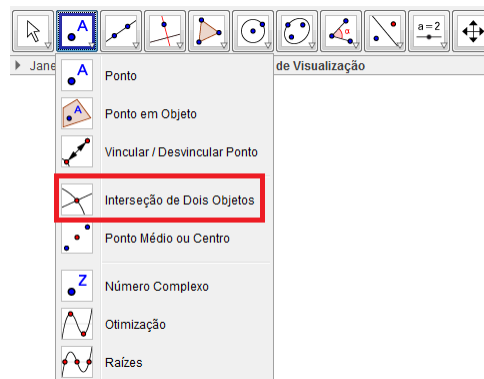 A
α
a=2
Jane
de Visualização
A
Ponto
A
Ponto em Objeto
Vincular / Desvincular Ponto
Interseção de Dois Objetos
Ponto Médio ou Centro
Z
Número Complexo
Otimização
Raízes